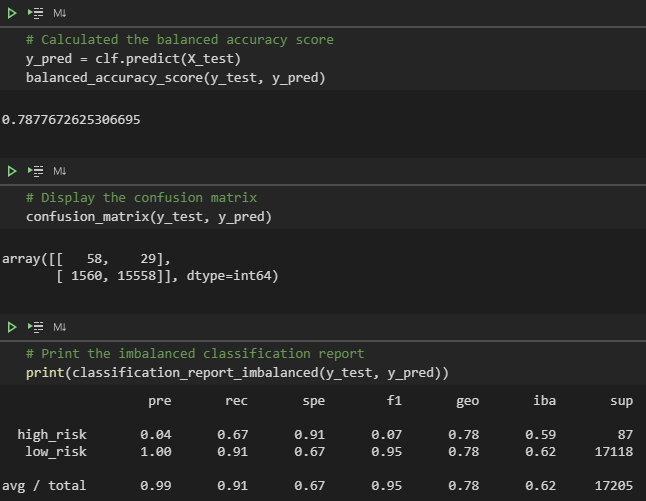 M↓
# Calculated the balanced accuracy score
y_pred = clf.predict(X_test)
balanced_accuracy_score(y_test, y_pred)
0.7877672625306695
M↓
# Display the confusion matrix
confusion_matrix(y_test, y_pred)
array([[   58,    29],
       [ 1560, 15558]], dtype=int64)
M↓
# Print the imbalanced classification report
print(classification_report_imbalanced(y_test, y_pred))
pre rec spe f1 geo iba sup
high_risk 0.04 0.67 0.91 0.07 0.78 0.59 87
low_risk 1.00 0.91 0.67 0.95 0.78 0.62 17118
avg / total 0.99 0.91 0.67 0.95 0.78 0.62 17205